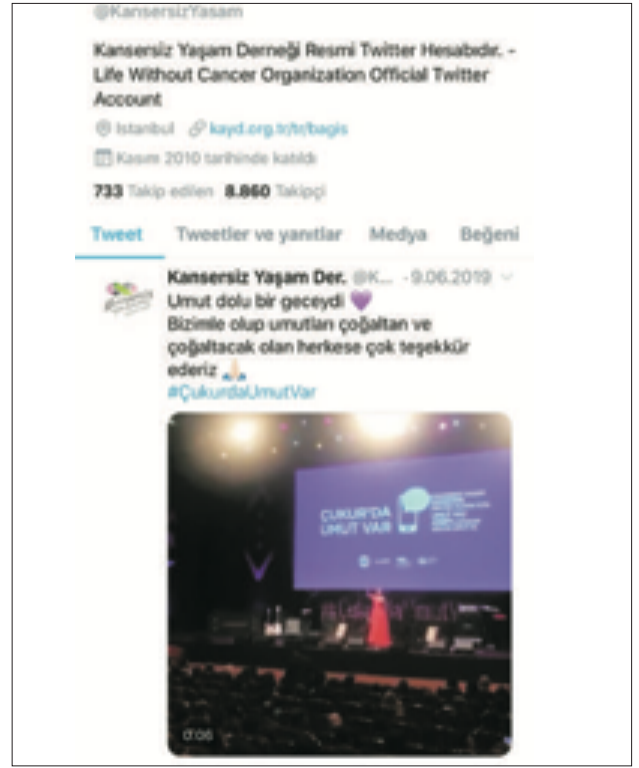 @KansersizYasam
Kansersiz Yaşam Derneği Resmi Twitter Hesabıdır. -
Life Without Cancer Organization Official Twitter
Account
Istanbul kayd.org.tr/tr/bagis
Kasım 2010 tarihinde katıldı
733 Takip edilen 8.860 Takipçi
Tweet Tweetler ve yanıtlar Medya Beğeni
Kansersiz Yaşam Der. @K... - 9.06.2019
Umut dolu bir geceydi 💜
Bizimle olup umutları çoğaltan ve
çoğaltacak olan herkese çok teşekkür
ederiz 🙏🏻
#ÇukurdaUmutVar
ÇUKUR'DA
UMUT VAR
0:06